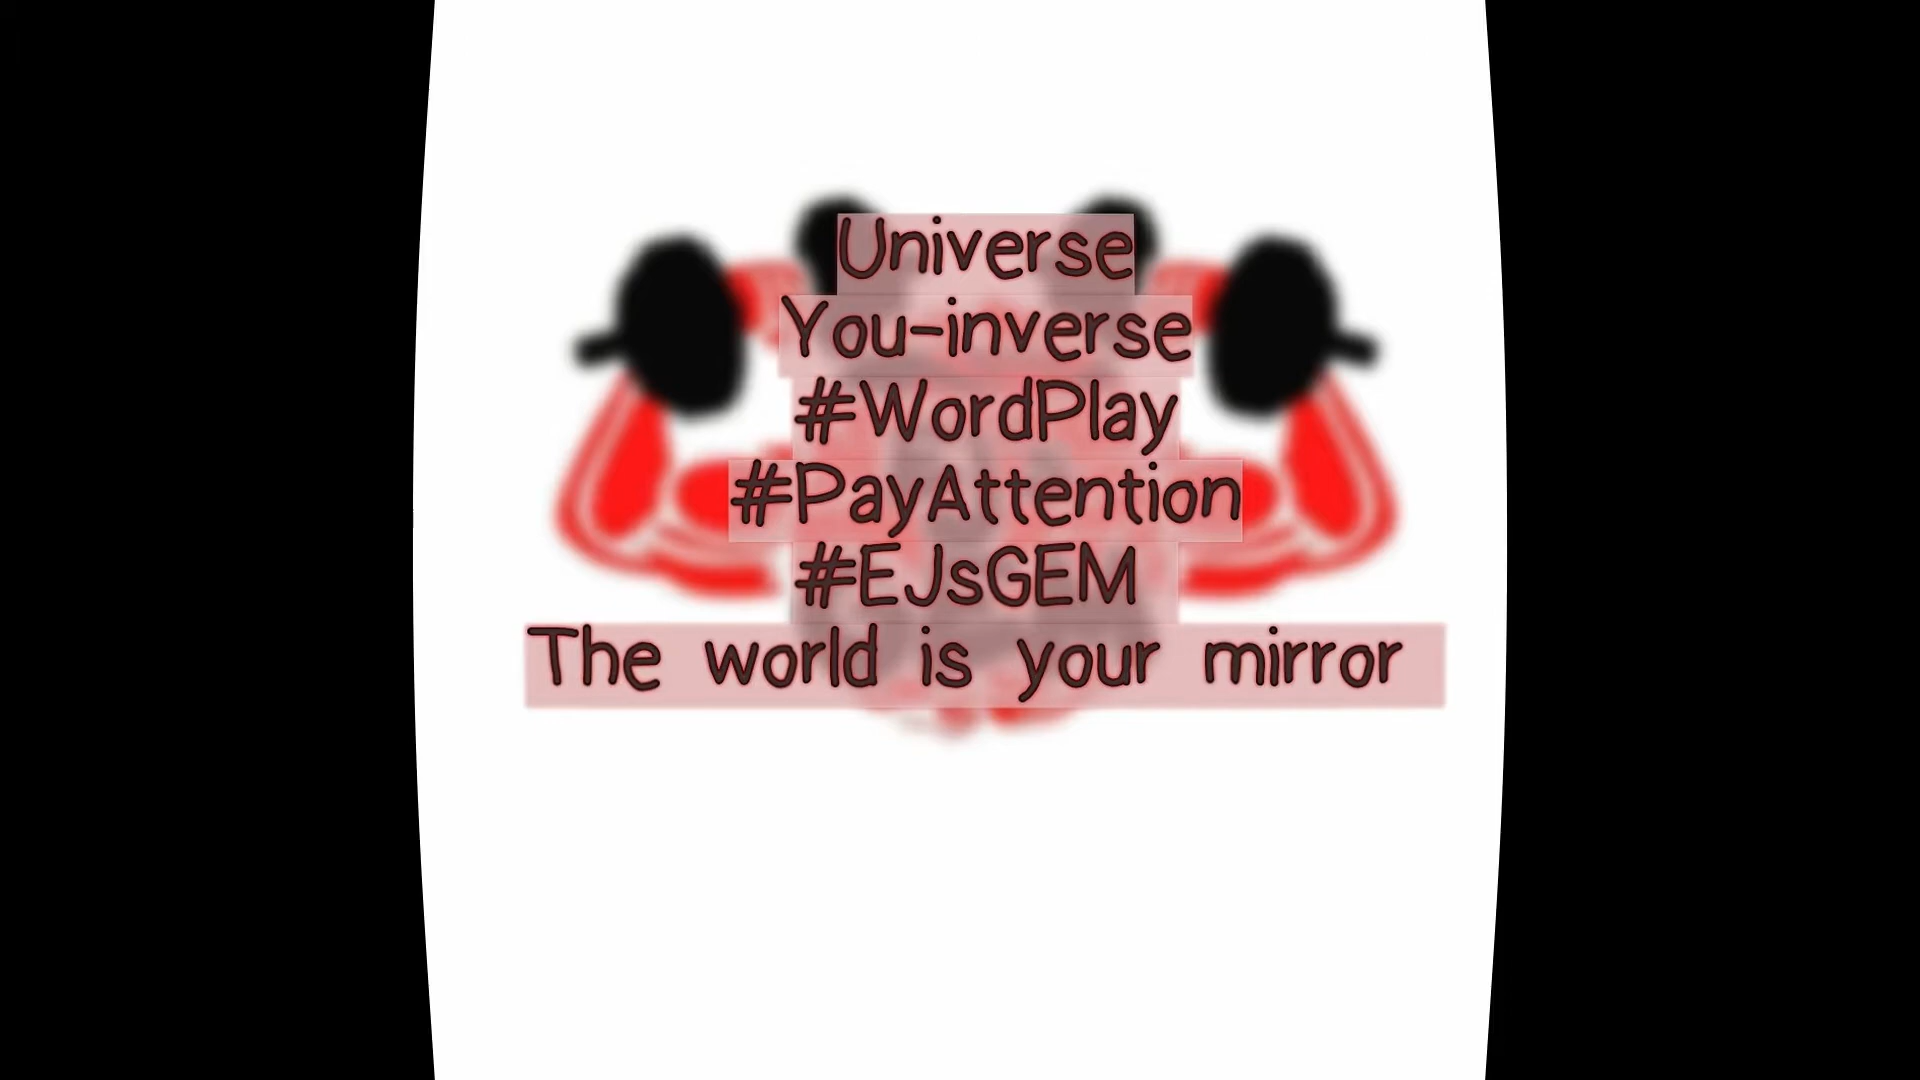 Universe
You-inverse
#WordPlay
#PayAttention
#EJsGEM
The world is your mirror